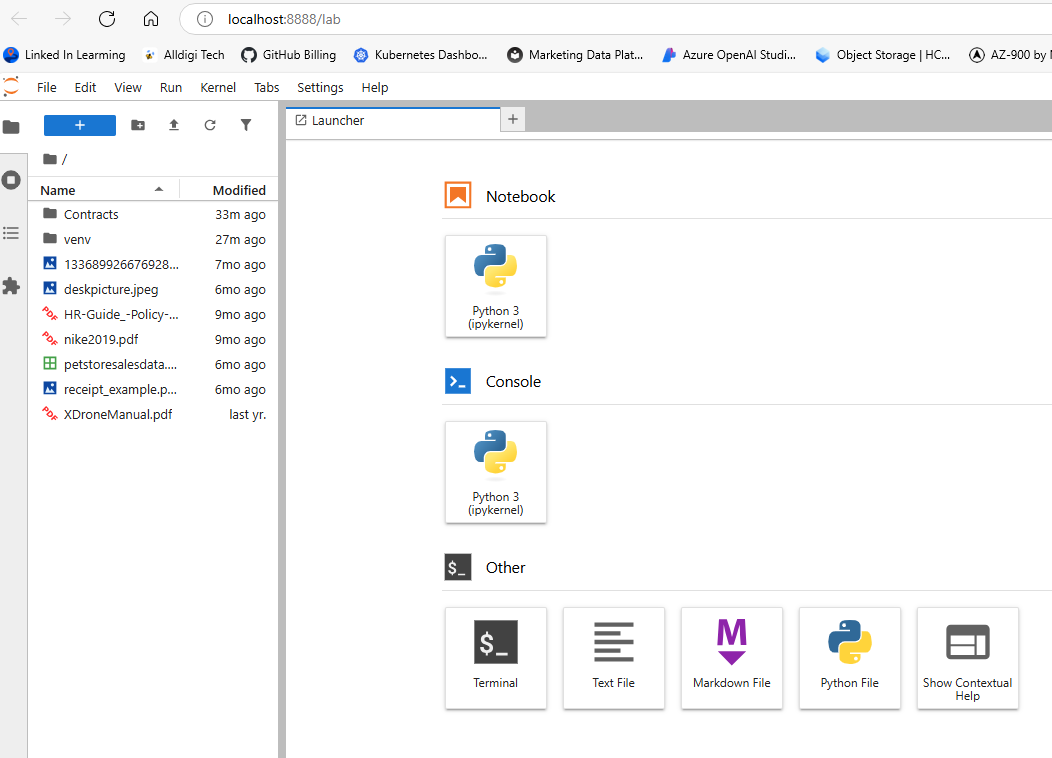 localhost:8888/lab
Linked In Learning Alldigi Tech GitHub Billing Kubernetes Dashbo... Marketing Data Plat... Azure OpenAI Studi... Object Storage | HC... AZ-900 by
File Edit View Run Kernel Tabs Settings Help
+
Launcher
+
/
Name Modified
Contracts 33m ago
venv 27m ago
133689926676928... 7mo ago
deskpicture.jpeg 6mo ago
PDF HR-Guide_-Policy-... 9mo ago
PDF nike2019.pdf 9mo ago
petstoresalesdata.... 6mo ago
receipt_example.p... 6mo ago
PDF XDroneManual.pdf last yr.
Notebook
Python 3
(ipykernel)
Console
Python 3
(ipykernel)
$_ Other
$_
Terminal
Text File
M
Markdown File
Python File
Show Contextual
Help